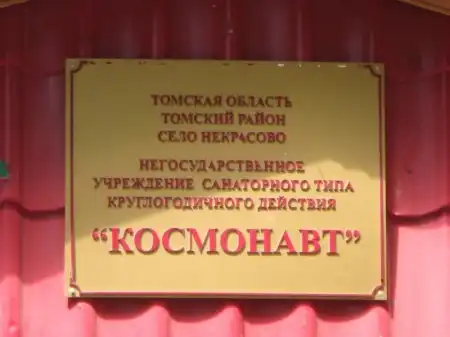 ТОМСКАЯ ОБЛАСТЬ
ТОМСКИЙ РАЙОН
СЕЛО НЕКРАСОВО
НЕГОСУДАРСТВЕННОЕ
УЧРЕЖДЕНИЕ САНАТОРНОГО ТИПА
КРУГЛОГОДИЧНОГО ДЕЙСТВИЯ
“КОСМОНАВТ”